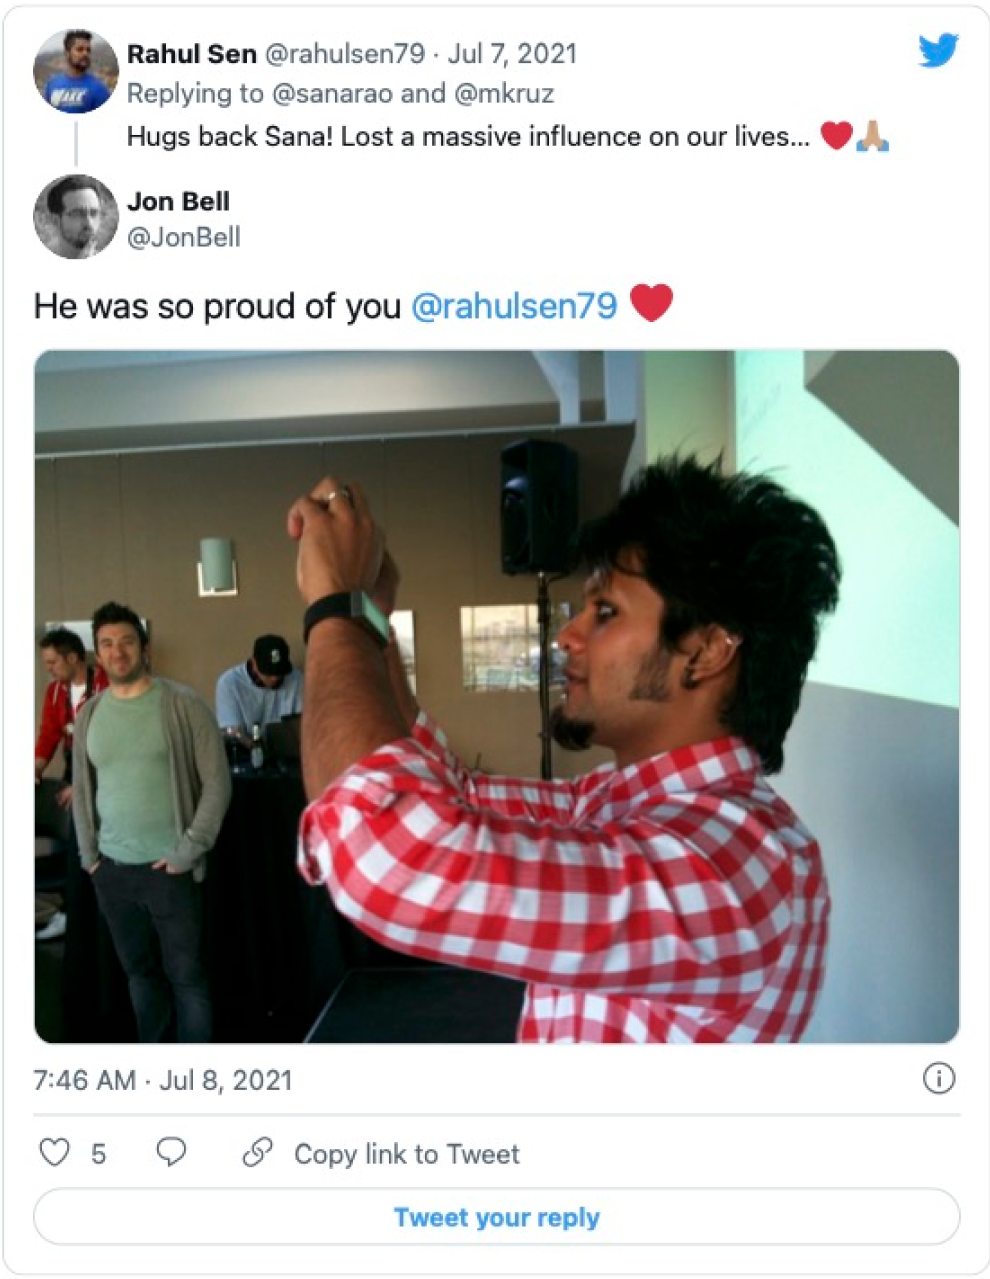 Rahul Sen @rahulsen79 · Jul 7, 2021
Replying to @sanarao and @mkruz
Hugs back Sana! Lost a massive influence on our lives... ❤️🙏🏼
Jon Bell
@JonBell
He was so proud of you @rahulsen79 ❤️
7:46 AM · Jul 8, 2021
5
Copy link to Tweet
Tweet your reply